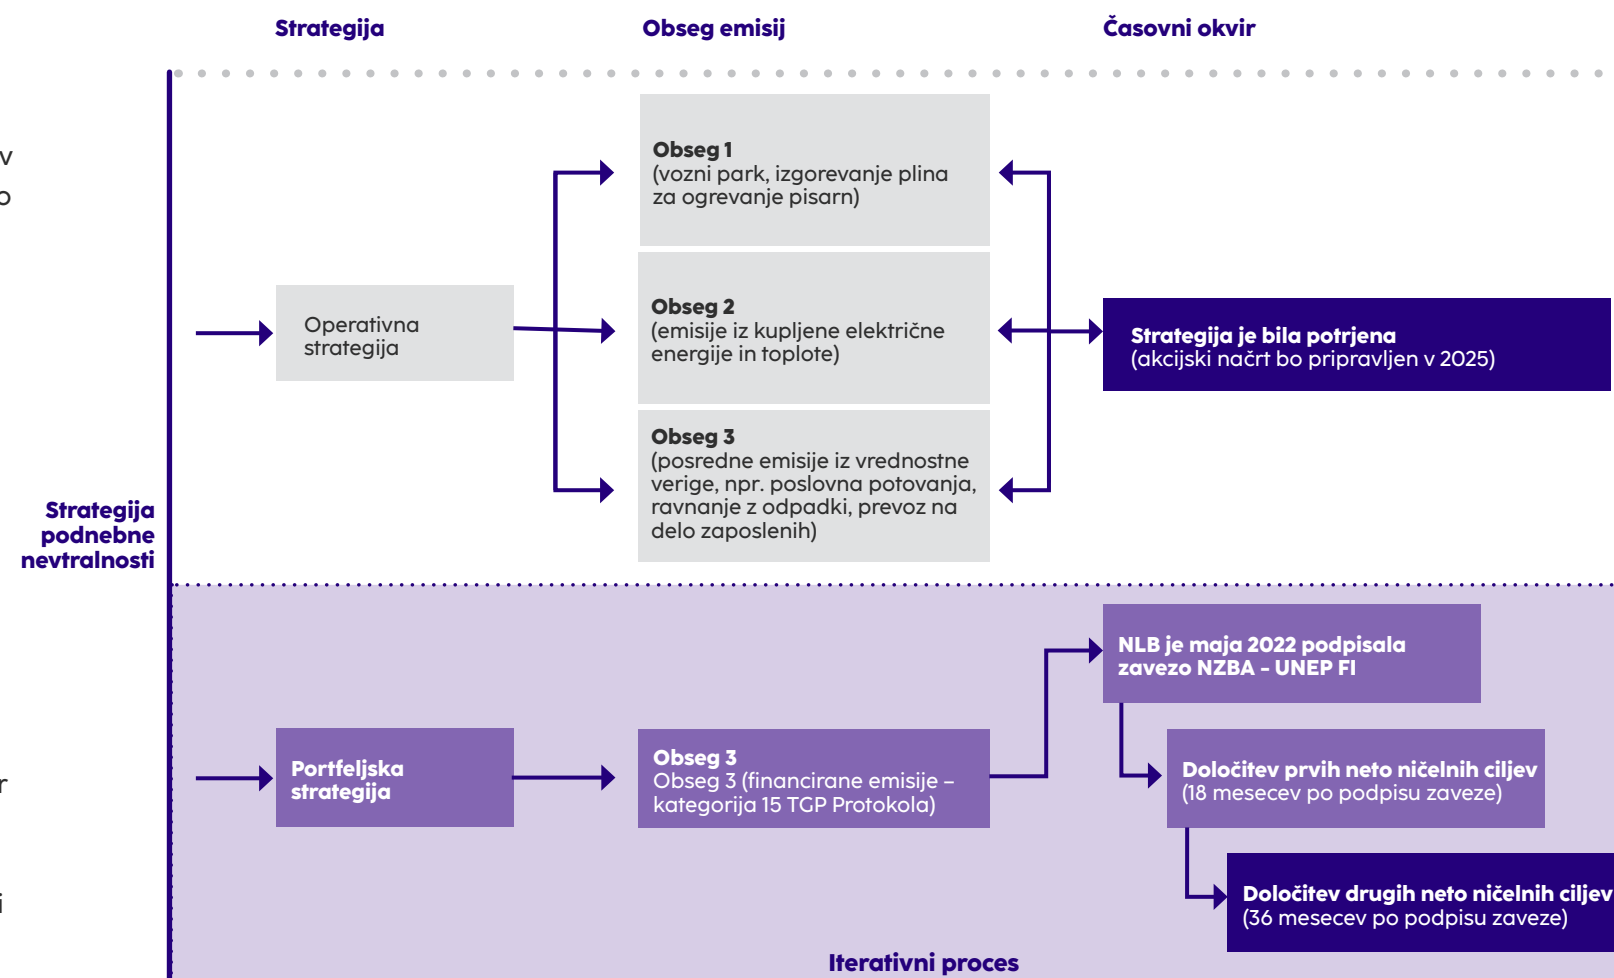 Strategija
Obseg emisij
Časovni okvir
v
o
r
i
Strategija
podnebne
nevtralnosti
Operativna
strategija
Obseg 1
(vozni park, izgorevanje plina
za ogrevanje pisarn)
Obseg 2
(emisije iz kupljene električne
energije in toplote)
Obseg 3
(posredne emisije iz vrednostne
verige, npr. poslovna potovanja,
ravnanje z odpadki, prevoz na
delo zaposlenih)
Strategija je bila potrjena
(akcijski načrt bo pripravljen v 2025)
Portfeljska
strategija
Obseg 3
Obseg 3 (financirane emisije –
kategorija 15 TGP Protokola)
NLB je maja 2022 podpisala
zavezo NZBA - UNEP FI
Določitev prvih neto ničelnih ciljev
(18 mesecev po podpisu zaveze)
Določitev drugih neto ničelnih ciljev
(36 mesecev po podpisu zaveze)
Iterativni proces